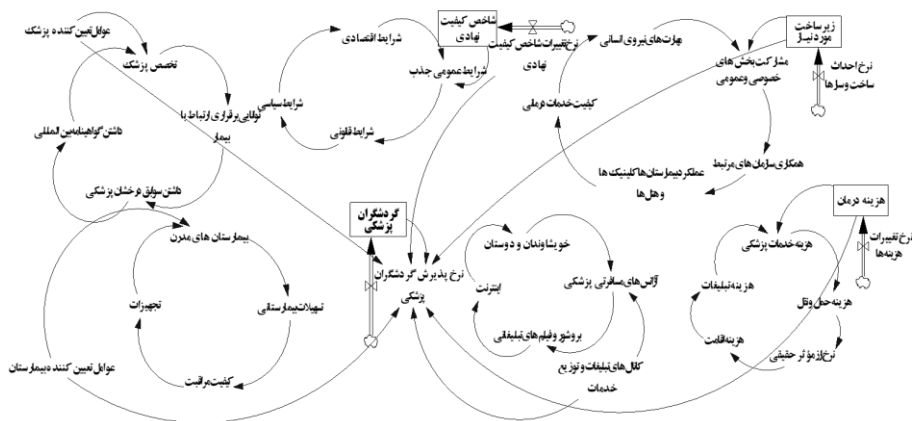 عوامل تعیین کننده پزشک
تخصص پزشک
توانایی برقراری ارتباط با
بیمار
داشتن گواهینامه بین المللی
داشتن سوابق درخشان پزشکی
شاخص کیفیت
نهادی
نرخ تغییرات شاخص کیفیت
نهادی
شرایط اقتصادی
شرایط عمومی جذب
شرایط سیاسی
شرایط قانونی
زیرساخت
مورد نیاز
نرخ احداث
ساخت و سازها
مهارت های نیروی انسانی
مشارکت بخش های
خصوصی و عمومی
کیفیت خدمات درمانی
همکاری سازمان های مرتبط
عملکرد بیمارستان ها کلینیک ها
و هتل ها
گردشگران
پزشکی
نرخ پذیرش گردشگران
پزشکی
بیمارستان های مدرن
تجهیزات
تسهیلات بیمارستانی
کیفیت مراقبت
عوامل تعیین کننده بیمارستان
خویشاوندان و دوستان
اینترنت
آژانس های مسافرتی پزشکی
بروشور و فیلم های تبلیغاتی
کانال های تبلیغات و توزیع
خدمات
هزینه درمان
نرخ تغییرات
هزینه ها
هزینه خدمات پزشکی
هزینه تبلیغات
هزینه حمل و نقل
هزینه اقامت
نرخ ارز مؤثر حقیقی